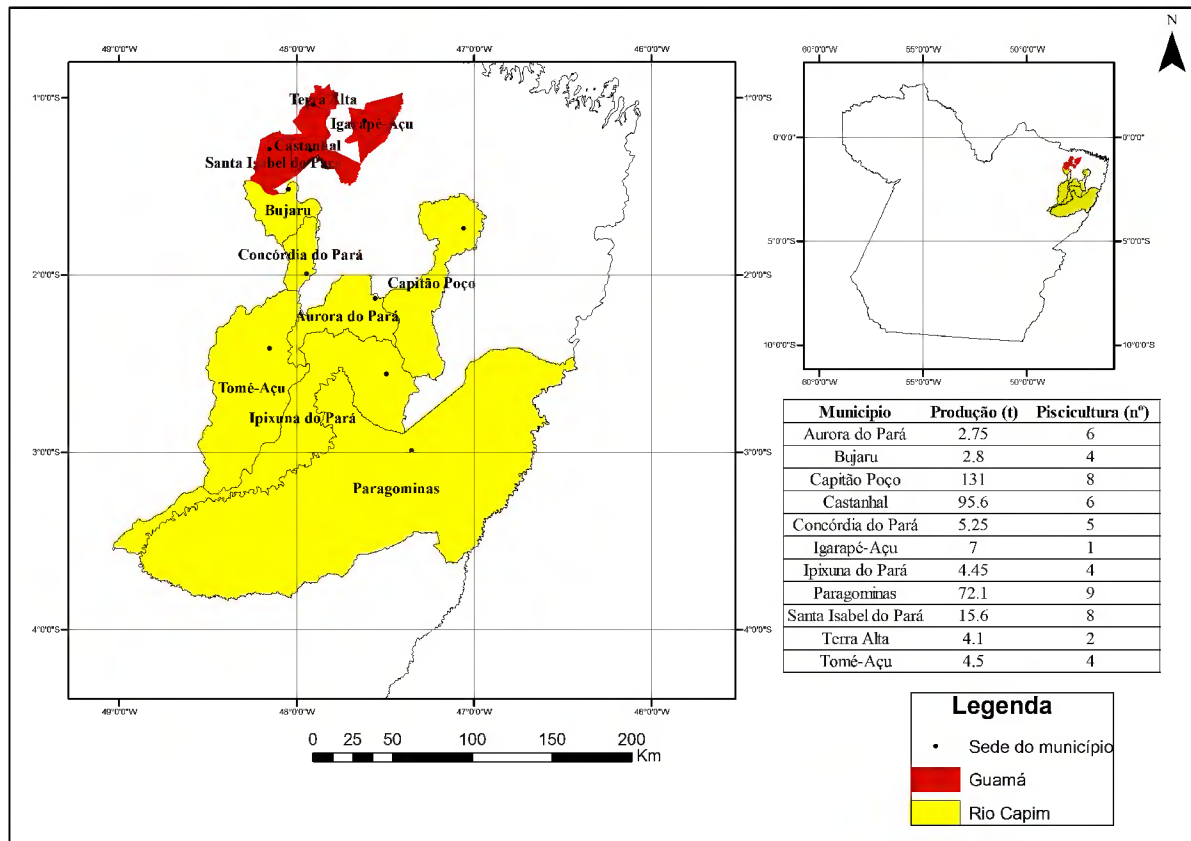 N
49°0'0"W 48°0'0"W 47°0'0"W 46°0'0"W
1°0'0"S 1°0'0"S
2°0'0"S 2°0'0"S
3°0'0"S 3°0'0"S
4°0'0"S 4°0'0"S
49°0'0"W 48°0'0"W 47°0'0"W 46°0'0"W
Terra Alta
Igarapé-Açu
Castanhal
Santa Isabel do Pará
Bujaru
Concórdia do Pará
Capitão Poço
Aurora do Pará
Tomé-Açu
Ipixuna do Pará
Paragominas
0 25 50 100 150 200
Km
60°0'0"W 55°0'0"W 50°0'0"W
0°0'0" 0°0'0"
5°0'0"S 5°0'0"S
10°0'0"S 10°0'0"S
60°0'0"W 55°0'0"W 50°0'0"W
Municipio Produção (t) Piscicultura (nº)
Aurora do Pará 2.75 6
Bujaru 2.8 4
Capitão Poço 131 8
Castanhal 95.6 6
Concórdia do Pará 5.25 5
Igarapé-Açu 7 1
Ipixuna do Pará 4.45 4
Paragominas 72.1 9
Santa Isabel do Pará 15.6 8
Terra Alta 4.1 2
Tomé-Açu 4.5 4
Legenda
Sede do município
Guamá
Rio Capim